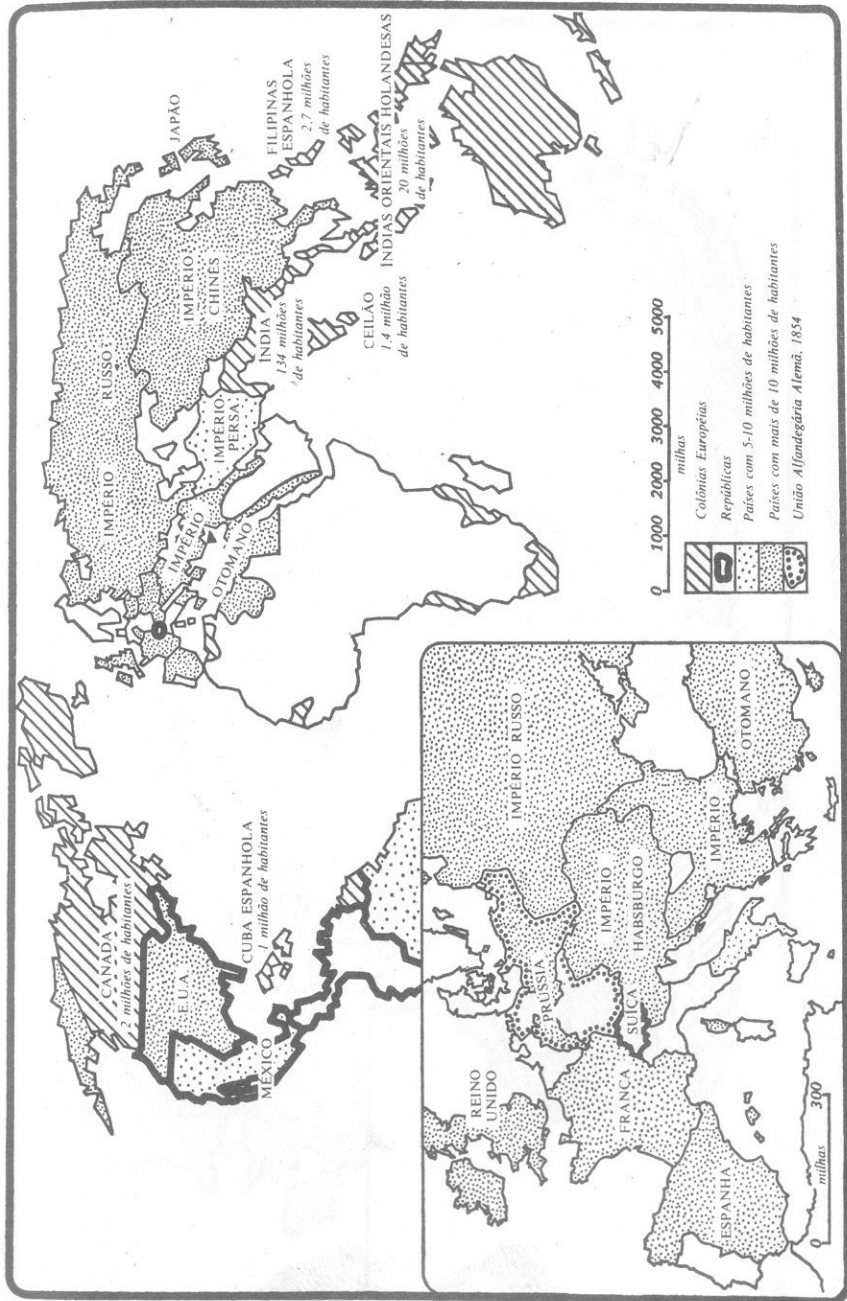 CANADÁ
2 milhões de habitantes
E.U.A.
MÉXICO
CUBA ESPANHOLA
1 milhão de habitantes
IMPÉRIO
RUSSO
JAPÃO
IMPÉRIO
CHINÊS
FILIPINAS
ESPANHOLA
2,7 milhões
de habitantes
IMPÉRIO
OTOMANO
IMPÉRIO
PERSA
ÍNDIA
134 milhões
de habitantes
CEILÃO
1.4 milhão
de habitantes
ÍNDIAS ORIENTAIS HOLANDESAS
20 milhões
de habitantes
REINO
UNIDO
PRÚSSIA
IMPÉRIO RUSSO
FRANÇA
SUÍÇA
IMPÉRIO
HABSBURGO
IMPÉRIO
OTOMANO
ESPANHA
0
300
milhas
0
1000
2000
3000
4000
5000
milhas
Colônias Européias
Repúblicas
Países com 5-10 milhões de habitantes
Países com mais de 10 milhões de habitantes
União Alfandegária Alemã, 1854